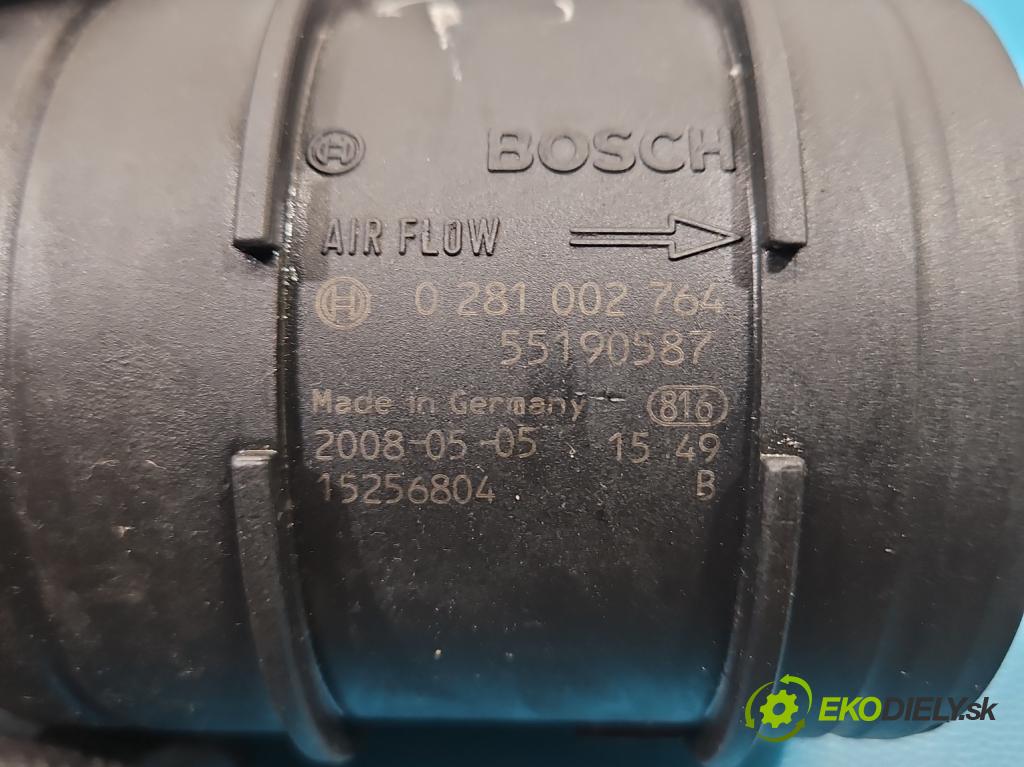 BOSCH
AIR FLOW
0 281 002 764
55190587
Made in Germany 816
2008-05-05 15 49
15256804 B
EKODIELY.sk